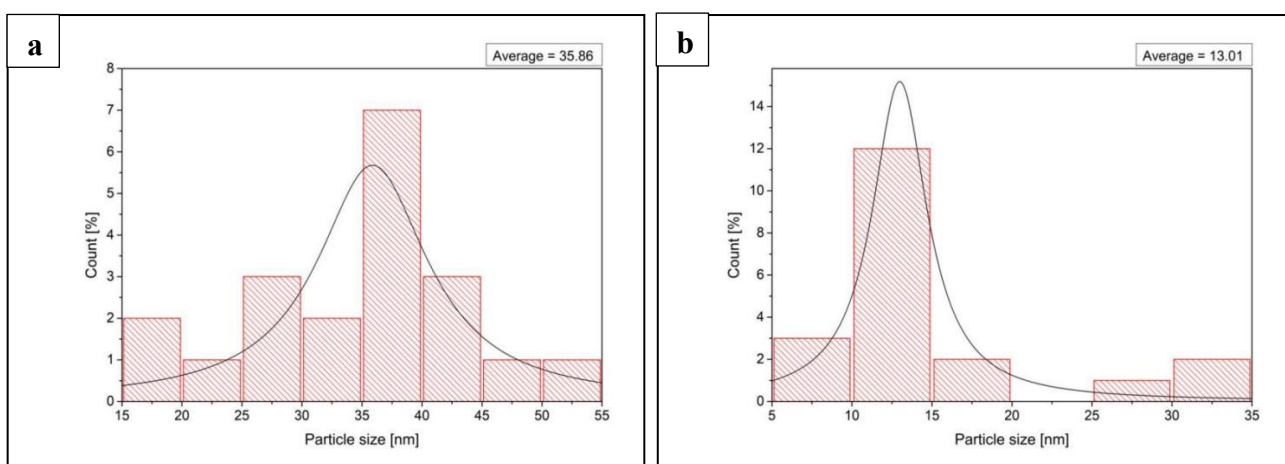 a
Average = 35.86
8
7
6
5
4
3
2
1
0
Count [%]
15 20 25 30 35 40 45 50 55
Particle size [nm]
b
Average = 13.01
14
12
10
8
6
4
2
0
Count [%]
5 10 15 20 25 30 35
Particle size [nm]